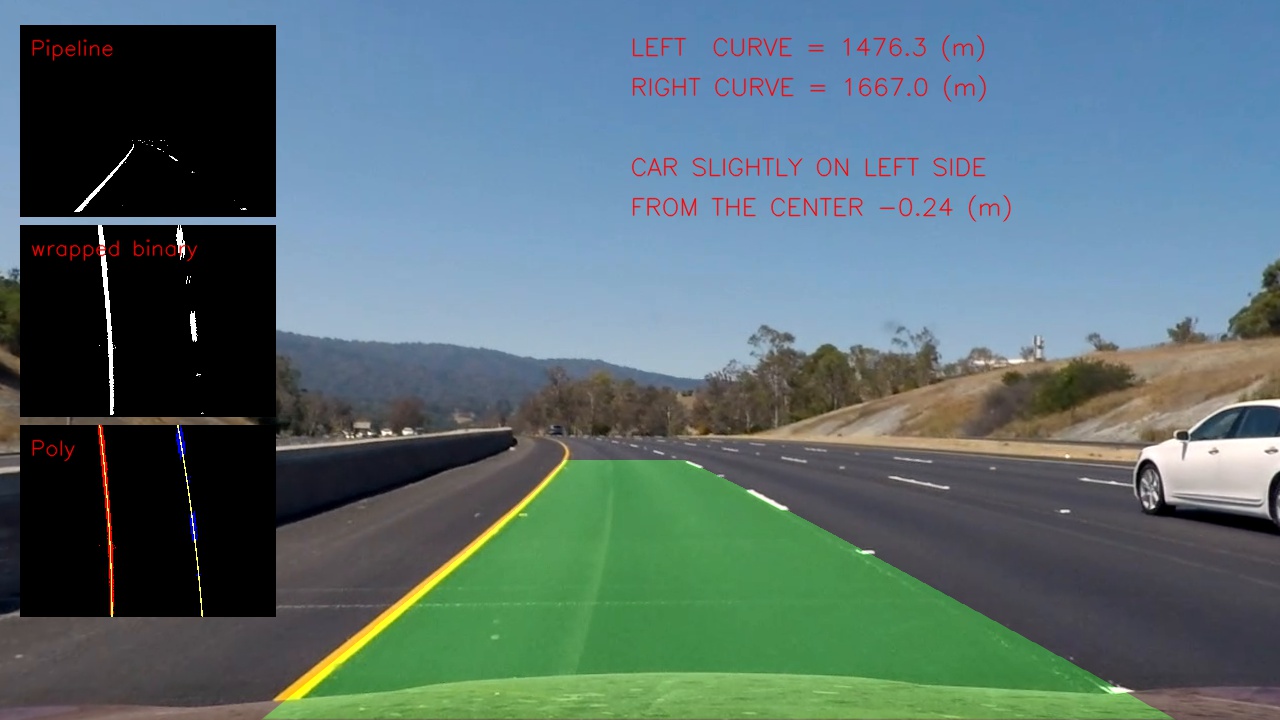 Pipeline
wrapped binary
Poly
LEFT CURVE = 1476.3 (m)
RIGHT CURVE = 1667.0 (m)
CAR SLIGHTLY ON LEFT SIDE
FROM THE CENTER -0.24 (m)